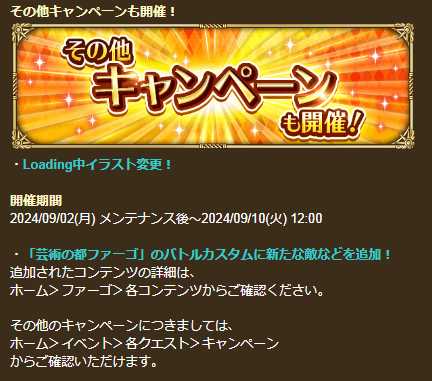 その他キャンペーンも開催！
その他
キャンペーン
も開催!
・Loading中イラスト変更！
開催期間
2024/09/02(月) メンテナンス後～2024/09/10(火) 12:00
・「芸術の都ファーゴ」のバトルカスタムに新たな敵などを追加！
追加されたコンテンツの詳細は、
ホーム＞ファーゴ＞各コンテンツからご確認ください。
その他のキャンペーンにつきましては、
ホーム＞イベント＞各クエスト＞キャンペーン
からご確認いただけます。